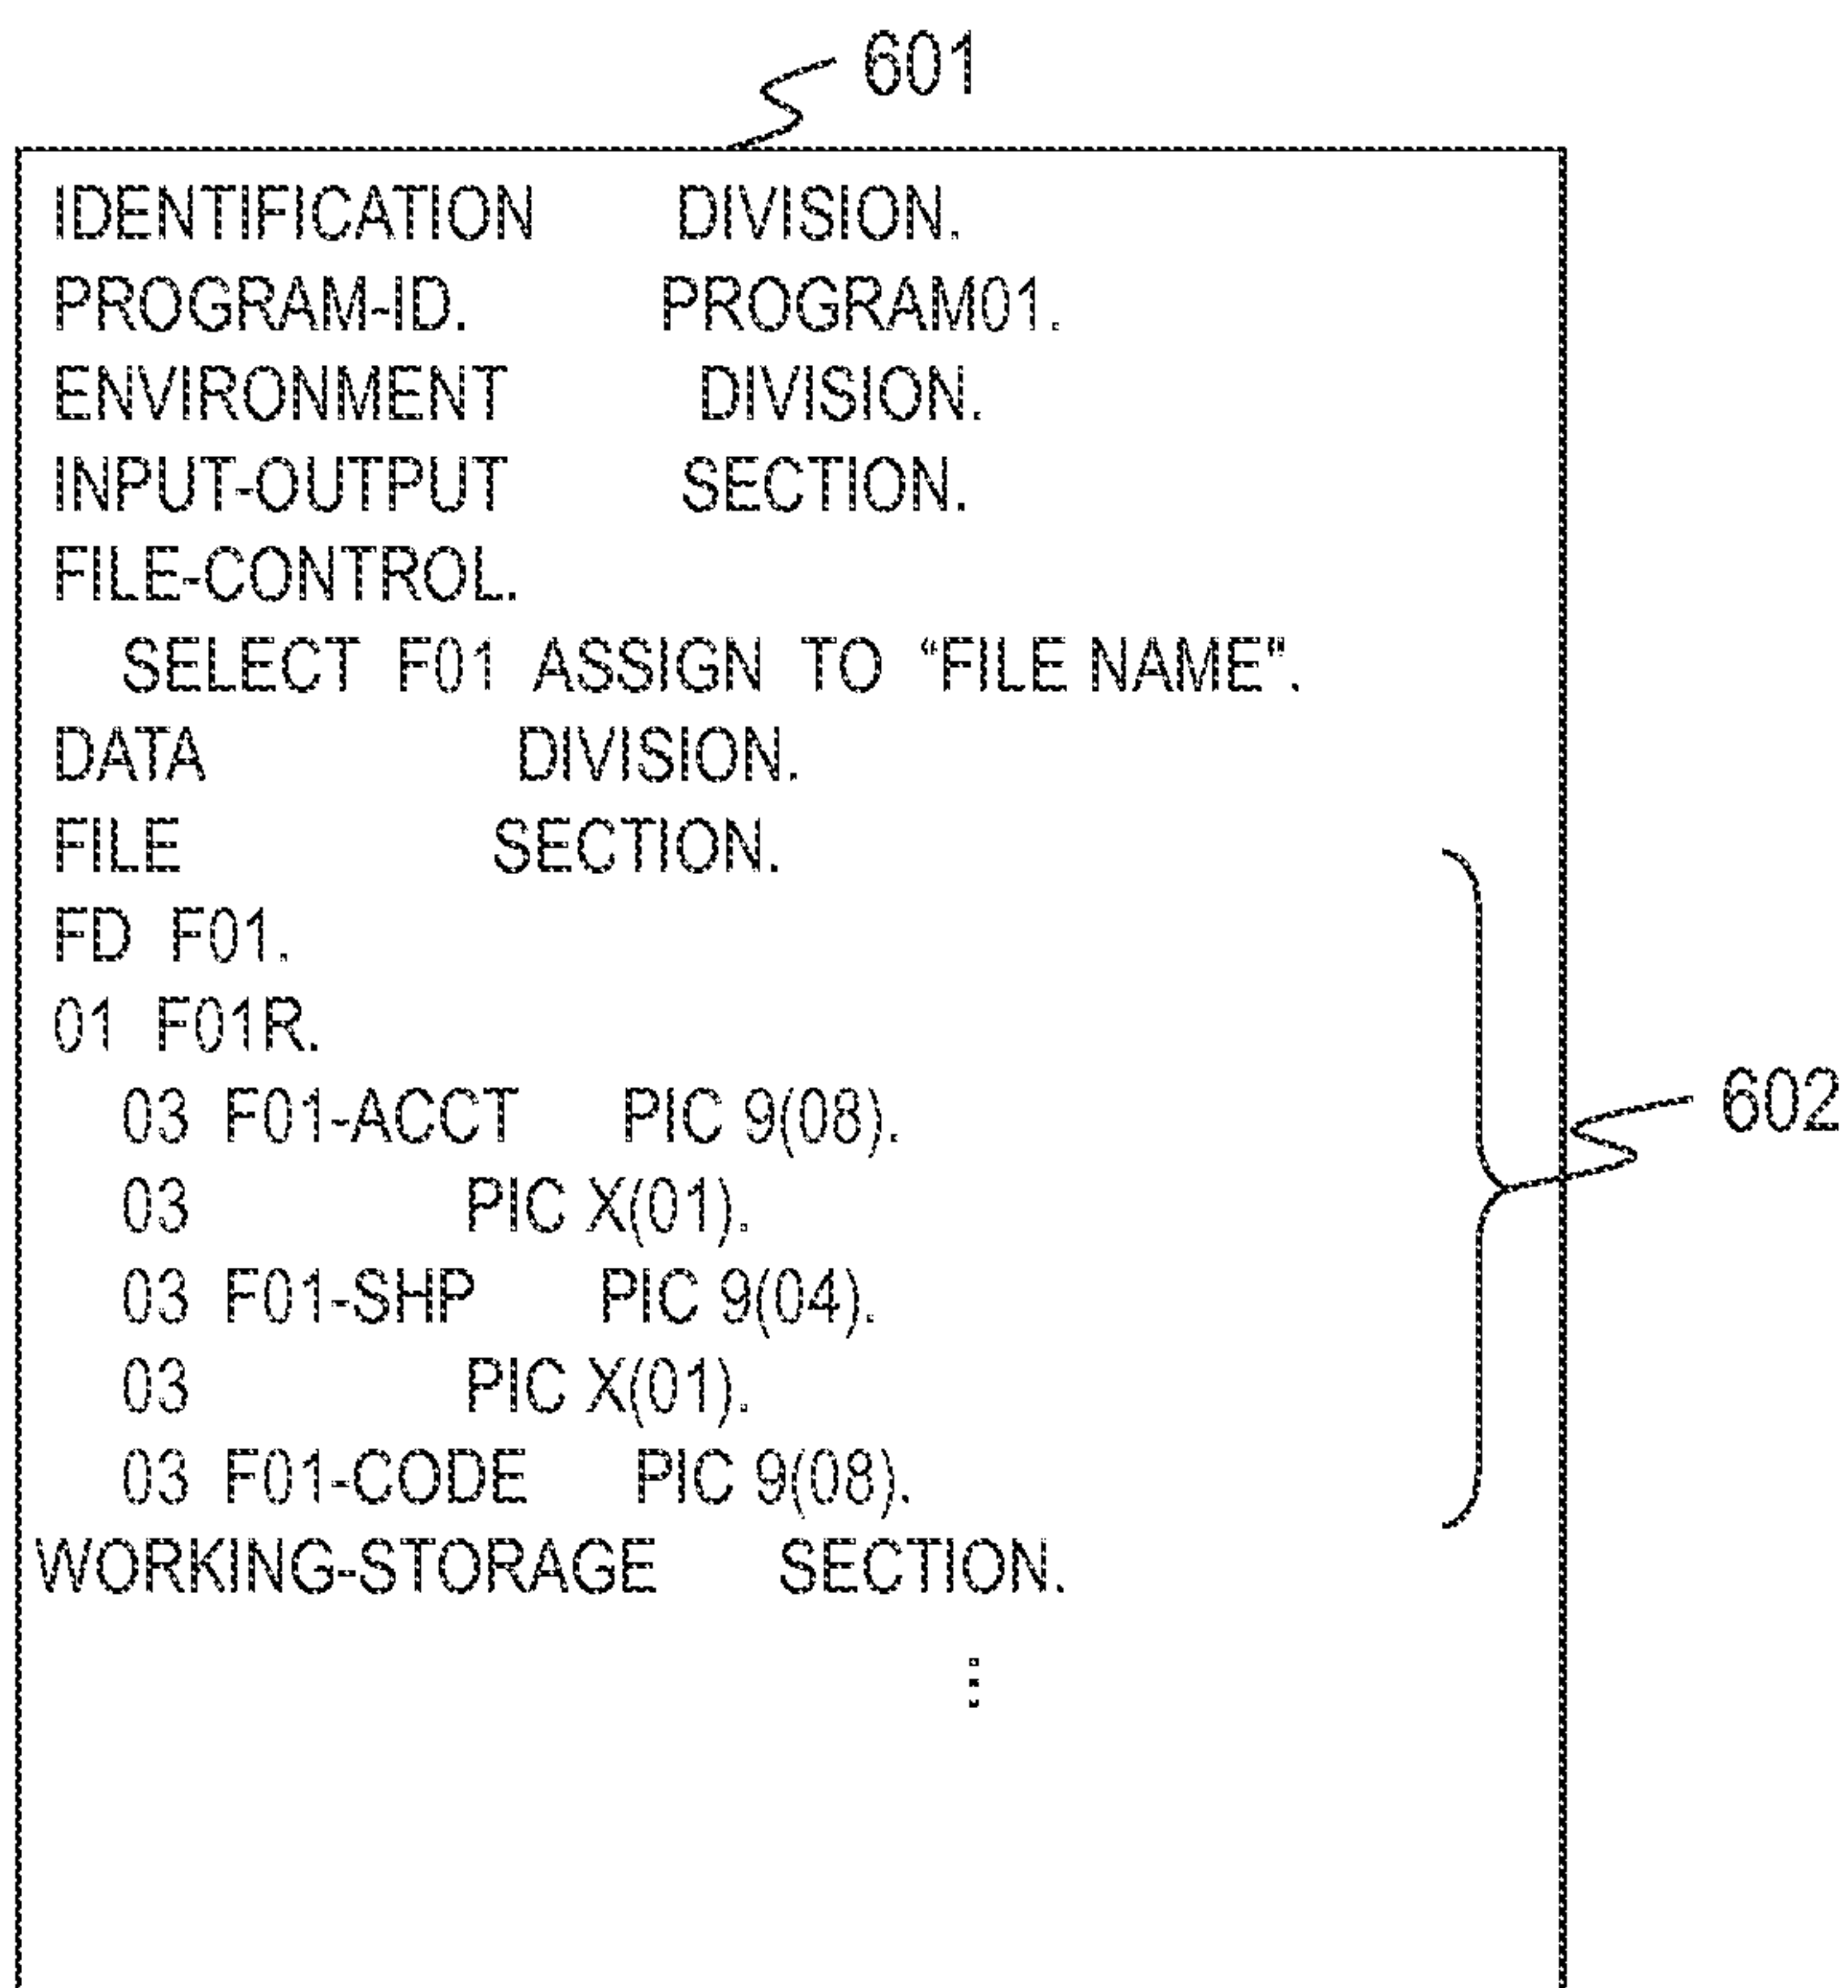 601
IDENTIFICATION DIVISION.
PROGRAM-ID. PROGRAM01.
ENVIRONMENT DIVISION.
INPUT-OUTPUT SECTION.
FILE-CONTROL.
SELECT F01 ASSIGN TO “FILE NAME".
DATA DIVISION.
FILE SECTION.
FD F01.
01 F01R.
03 F01-ACCT PIC 9(08).
602
03 PIC X(01).
03 F01-SHP PIC 9(04).
03 PIC X(01).
03 F01-CODE PIC 9(08).
WORKING-STORAGE SECTION.
⋮